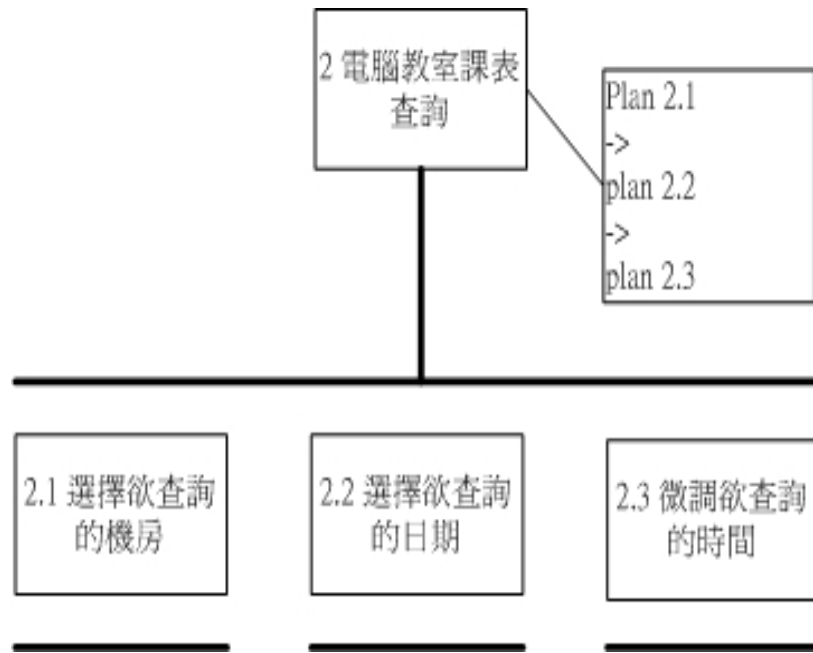 2 電腦教室課表
查詢
Plan 2.1
->
plan 2.2
->
plan 2.3
2.1 選擇欲查詢
的機房
2.2 選擇欲查詢
的日期
2.3 微調欲查詢
的時間